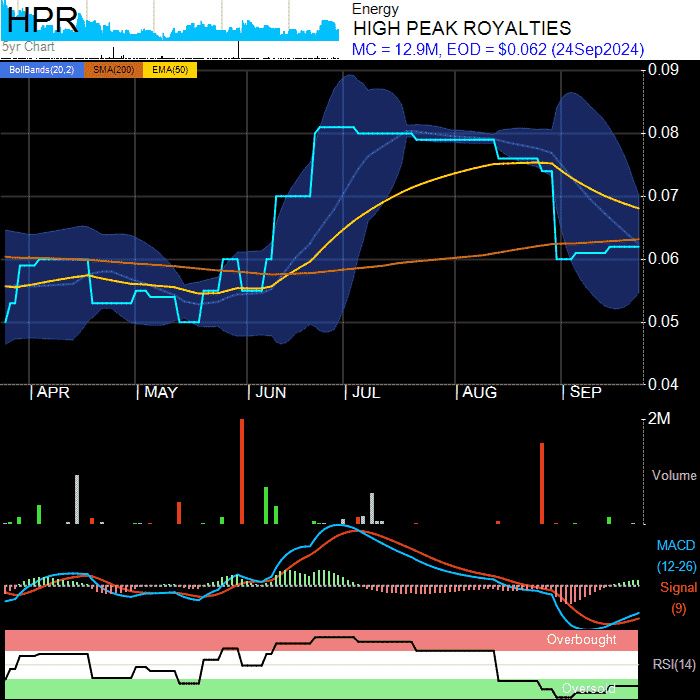 HPR
5yr Chart
Energy
HIGH PEAK ROYALTIES
MC = 12.9M, EOD = $0.062 (24Sep2024)
BollBands(20,2) SMA(200) EMA(50)
0.09
0.08
0.07
0.06
0.05
0.04
APR MAY JUN JUL AUG SEP
2M
Volume
MACD
(12-26)
Signal
(9)
Overbought
RSI(14)
Oversold